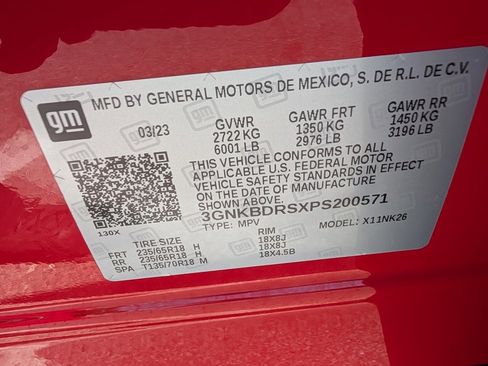 MFD BY GENERAL MOTORS DE MEXICO, S. DE R.L. DE C.V.
gm
03/23 GVWR GAWR FRT GAWR RR
2722 KG 1350 KG 1450 KG
6001 LB 2976 LB 3196 LB
THIS VEHICLE CONFORMS TO ALL
APPLICABLE U.S. FEDERAL MOTOR
VEHICLE SAFETY STANDARDS IN EFFECT
ON THE DATE OF MANUFACTURE
SHOWN ABOVE.
3GNKBDRSXPS200571
130X TYPE: MPV MODEL: X11NK26
TIRE SIZE RIM
FRT 235/65R18 H 18X8J
RR 235/65R18 H 18X8J
SPA T135/70R18 M 18X4.5B